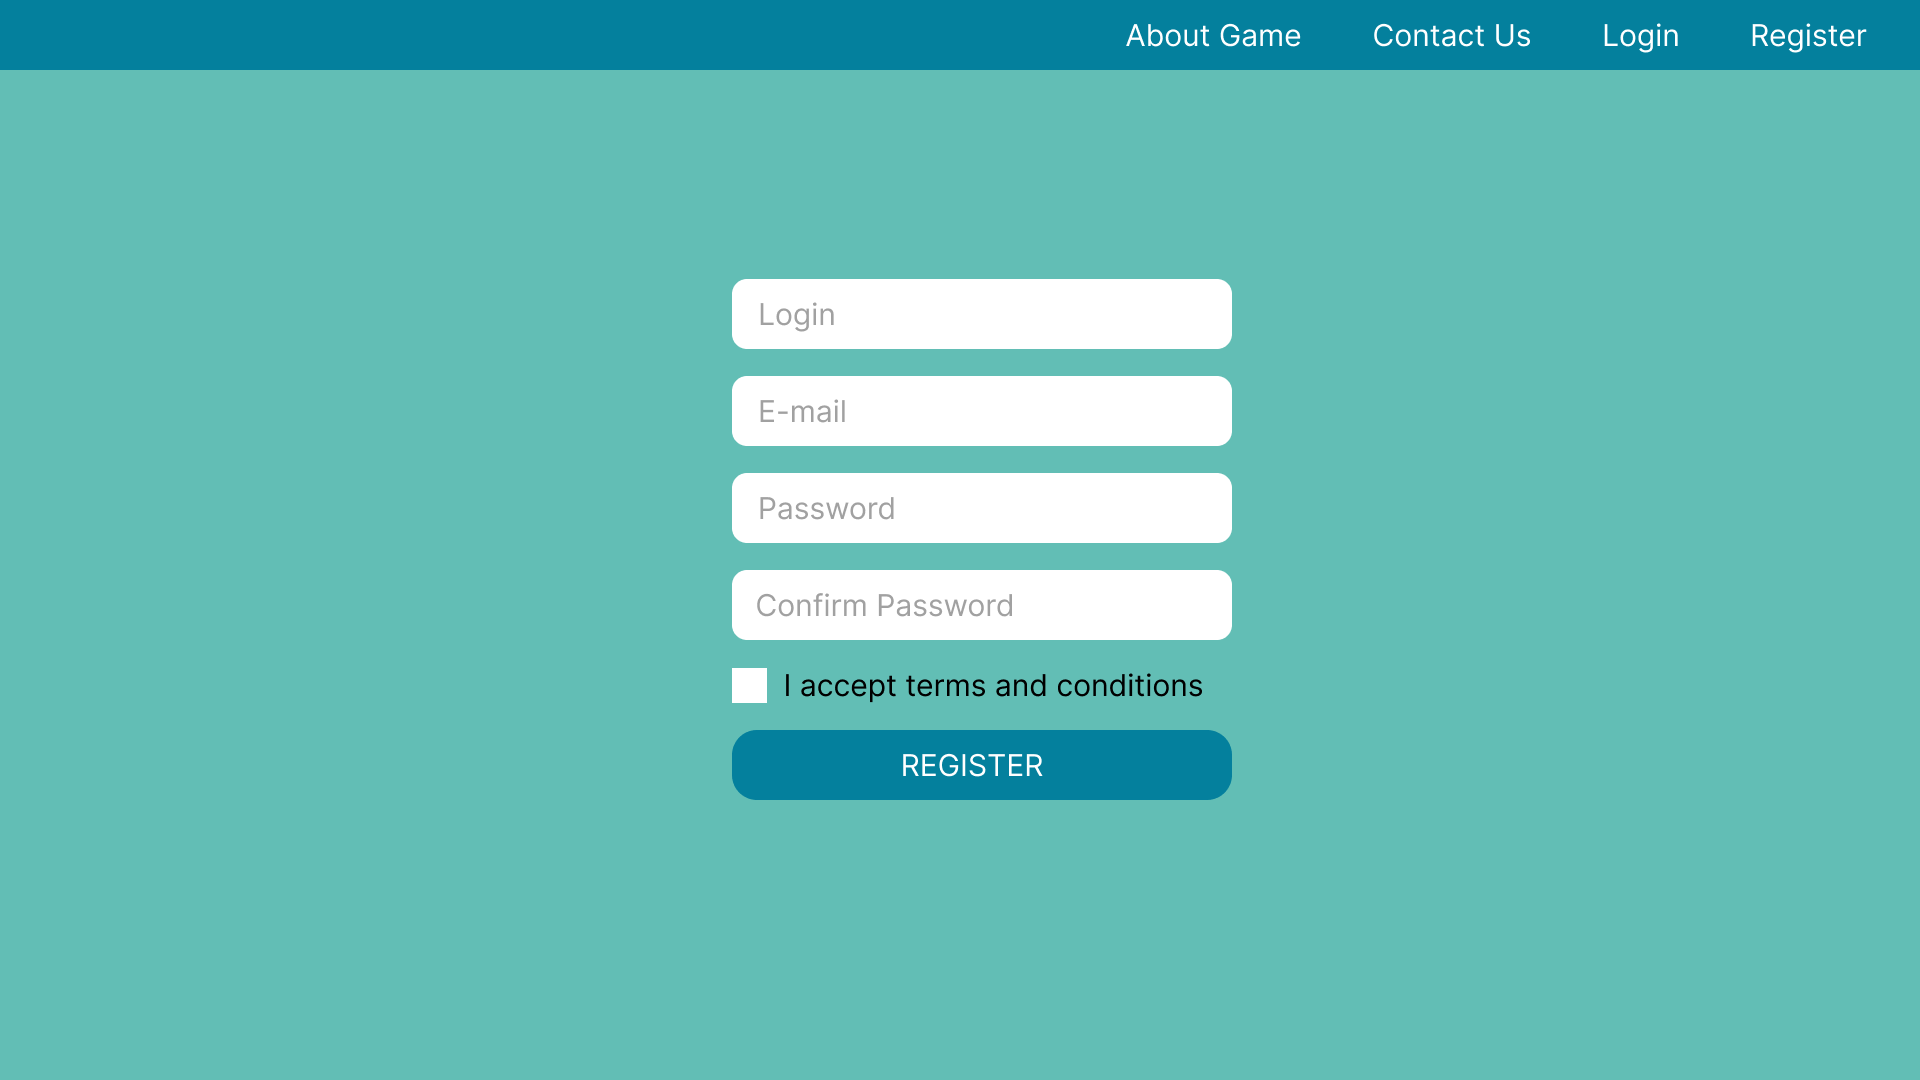 About Game Contact Us Login Register
Login
E-mail
Password
Confirm Password
I accept terms and conditions
REGISTER